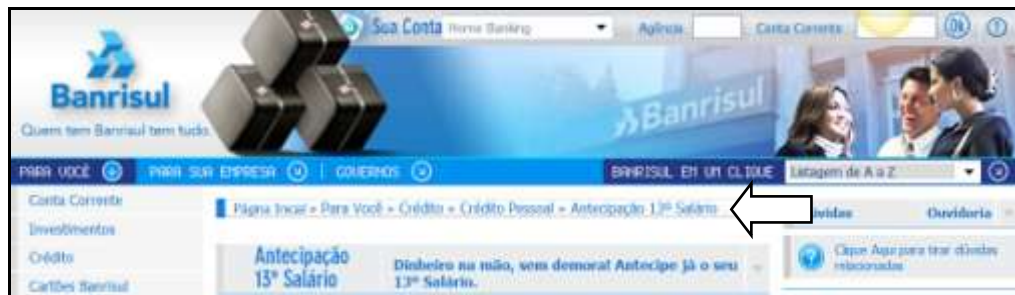 Sua Conta Home Banking Agência Conta Corrente Ok ?
Banrisul
Quem tem Banrisul tem tudo.
Banrisul
PARA VOCÊ PARA SUA EMPRESA | GOVERNOS BANRISUL EM UM CLIQUE Listagem de A a Z
Conta Corrente
Investimentos
Crédito
Cartões Banrisul
Página Inicial » Para Você » Crédito » Crédito Pessoal » Antecipação 13º Salário
Antecipação
13º Salário
Dinheiro na mão, sem demora! Antecipe já o seu
13º Salário.
Ouvidoria
? Clique Aqui para tirar dúvidas
relacionadas